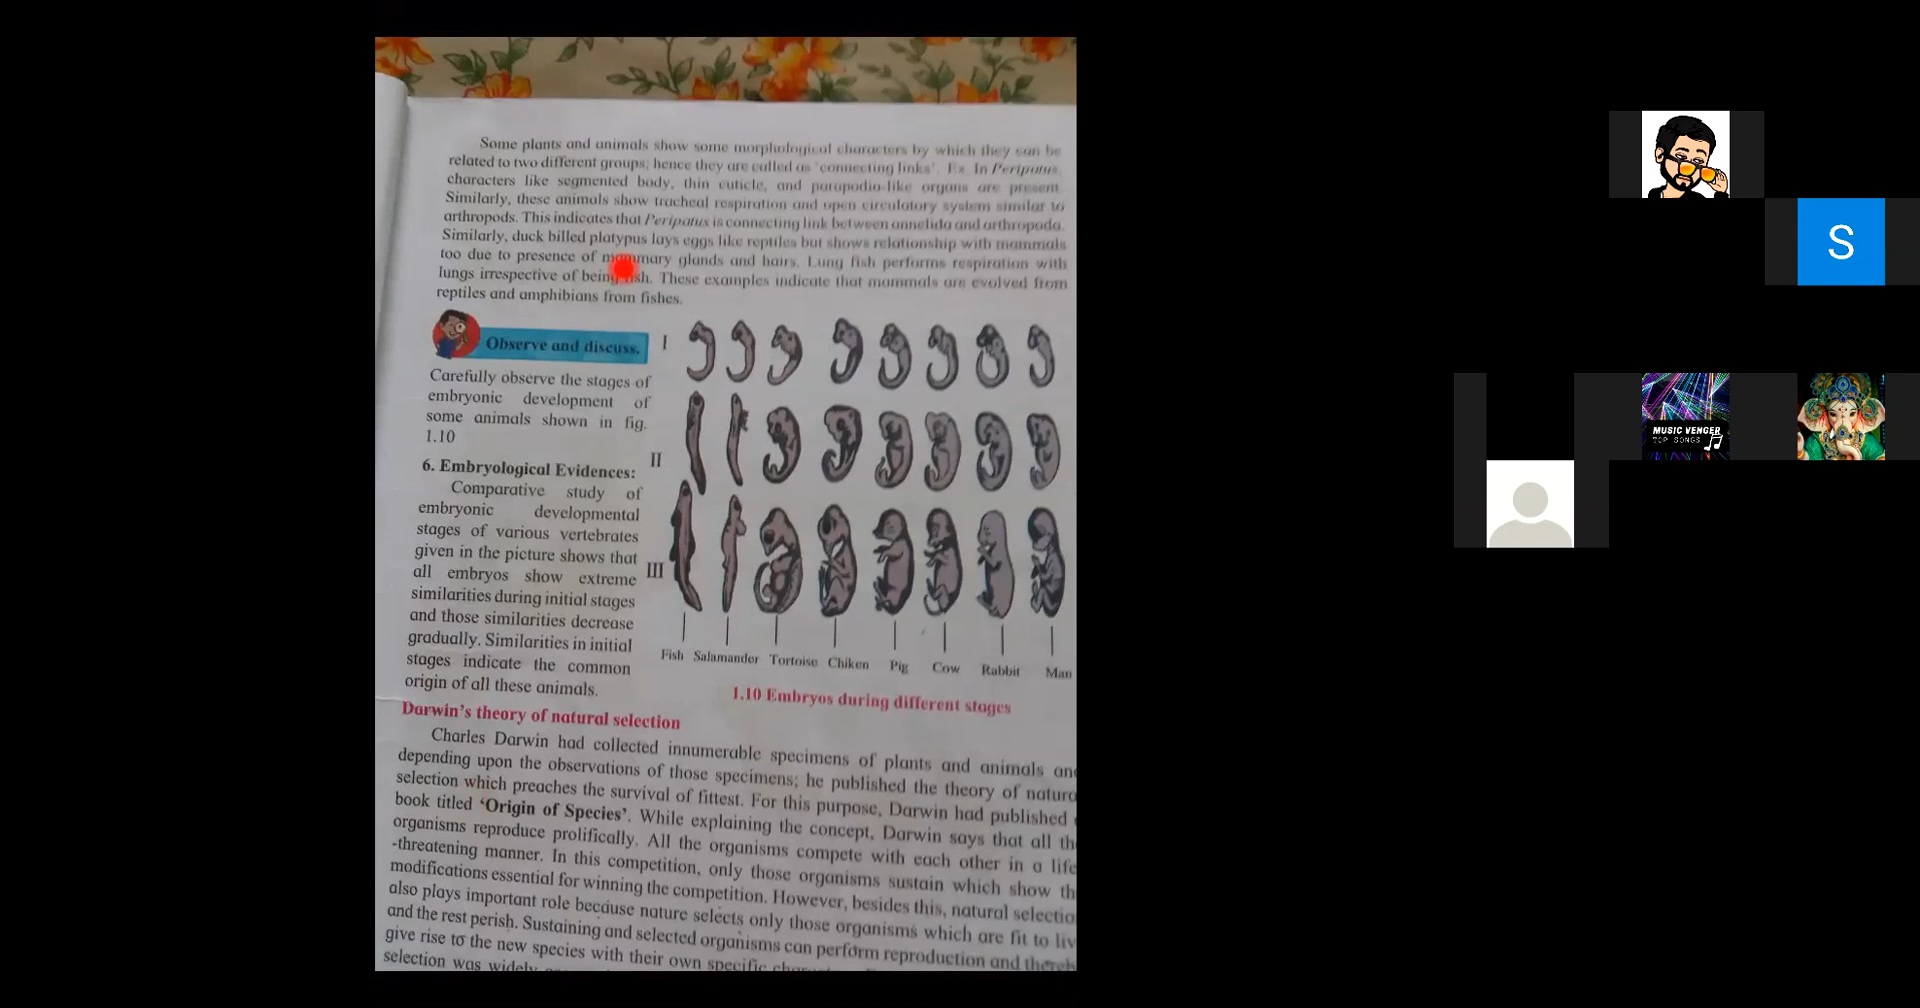 Some plants and animals show some morphological characters by which they can be
related to two different groups; hence they are called as 'connecting links'. Ex. In Peripatus,
characters like segmented body, thin cuticle, and parapodia-like organs are present.
Similarly, these animals show tracheal respiration and open circulatory system similar to
arthropods. This indicates that Peripatus is connecting link between annelida and arthropoda.
Similarly, duck billed platypus lays eggs like reptiles but shows relationship with mammals
too due to presence of mammary glands and hairs. Lung fish performs respiration with
lungs irrespective of being fish. These examples indicate that mammals are evolved from
reptiles and amphibians from fishes.
Observe and discuss.
Carefully observe the stages of
embryonic development of
some animals shown in fig.
1.10
6. Embryological Evidences:
Comparative study of
embryonic developmental
stages of various vertebrates
given in the picture shows that
all embryos show extreme
similarities during initial stages
and those similarities decrease
gradually. Similarities in initial
stages indicate the common
origin of all these animals.
I
II
III
Fish Salamander Tortoise Chiken Pig Cow Rabbit Man
1.10 Embryos during different stages
Darwin's theory of natural selection
Charles Darwin had collected innumerable specimens of plants and animals and
depending upon the observations of those specimens; he published the theory of natura
selection which preaches the survival of fittest. For this purpose, Darwin had published
book titled 'Origin of Species'. While explaining the concept, Darwin says that all th
organisms reproduce prolifically. All the organisms compete with each other in a life
-threatening manner. In this competition, only those organisms sustain which show th
modifications essential for winning the competition. However, besides this, natural selectio
also plays important role because nature selects only those organisms which are fit to liv
and the rest perish. Sustaining and selected organisms can perform reproduction and thereb
give rise to the new species with their own specific
selection was widely
S
MUSIC VENGER
TOP SONGS